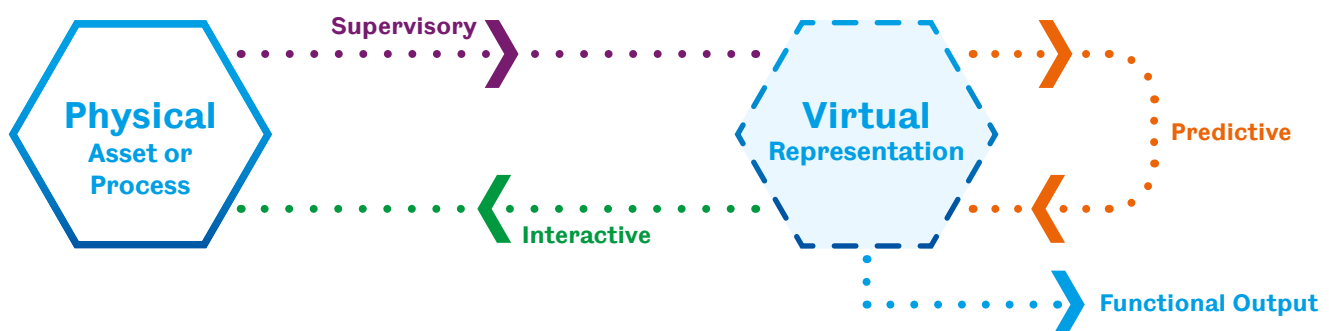 Supervisory
Physical
Asset or
Process
Virtual
Representation
Predictive
Interactive
Functional Output